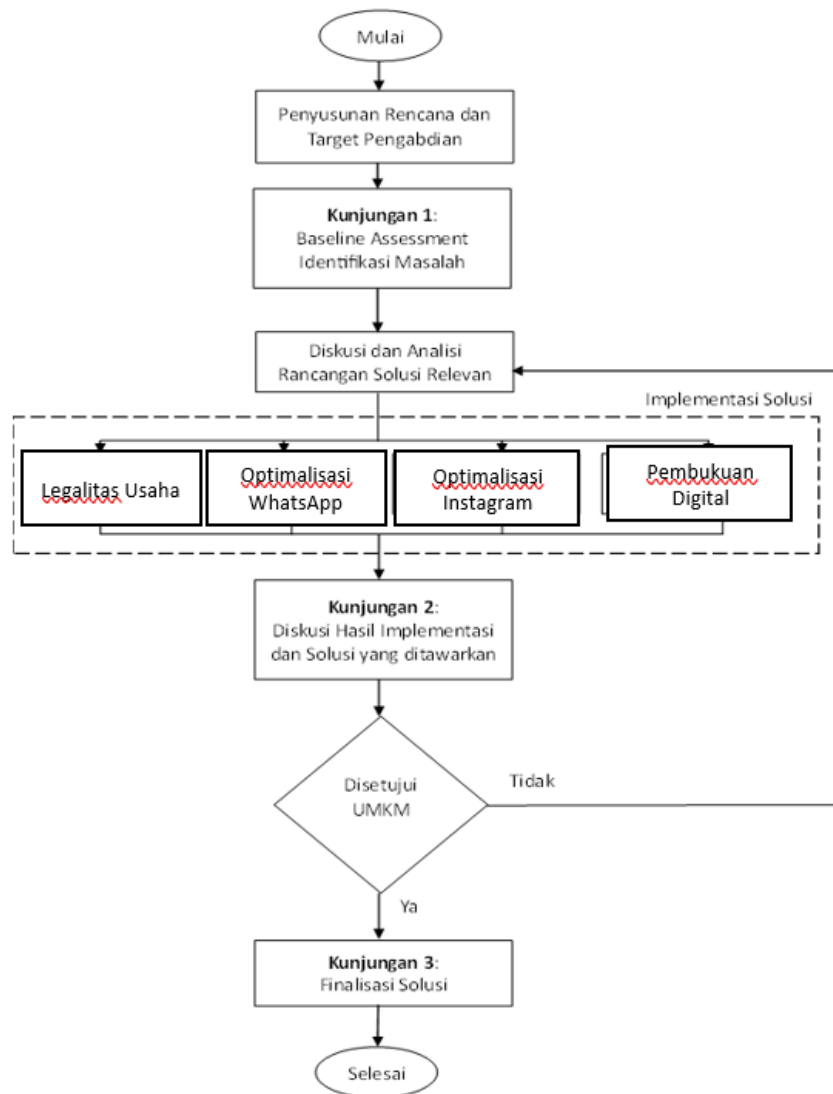 Mulai
Penyusunan Rencana dan
Target Pengabdian
Kunjungan 1:
Baseline Assessment
Identifikasi Masalah
Diskusi dan Analisi
Rancangan Solusi Relevan
Implementasi Solusi
Legalitas Usaha
Optimalisasi
WhatsApp
Optimalisasi
Instagram
Pembukuan
Digital
Kunjungan 2:
Diskusi Hasil Implementasi
dan Solusi yang ditawarkan
Disetujui
UMKM
Tidak
Ya
Kunjungan 3:
Finalisasi Solusi
Selesai